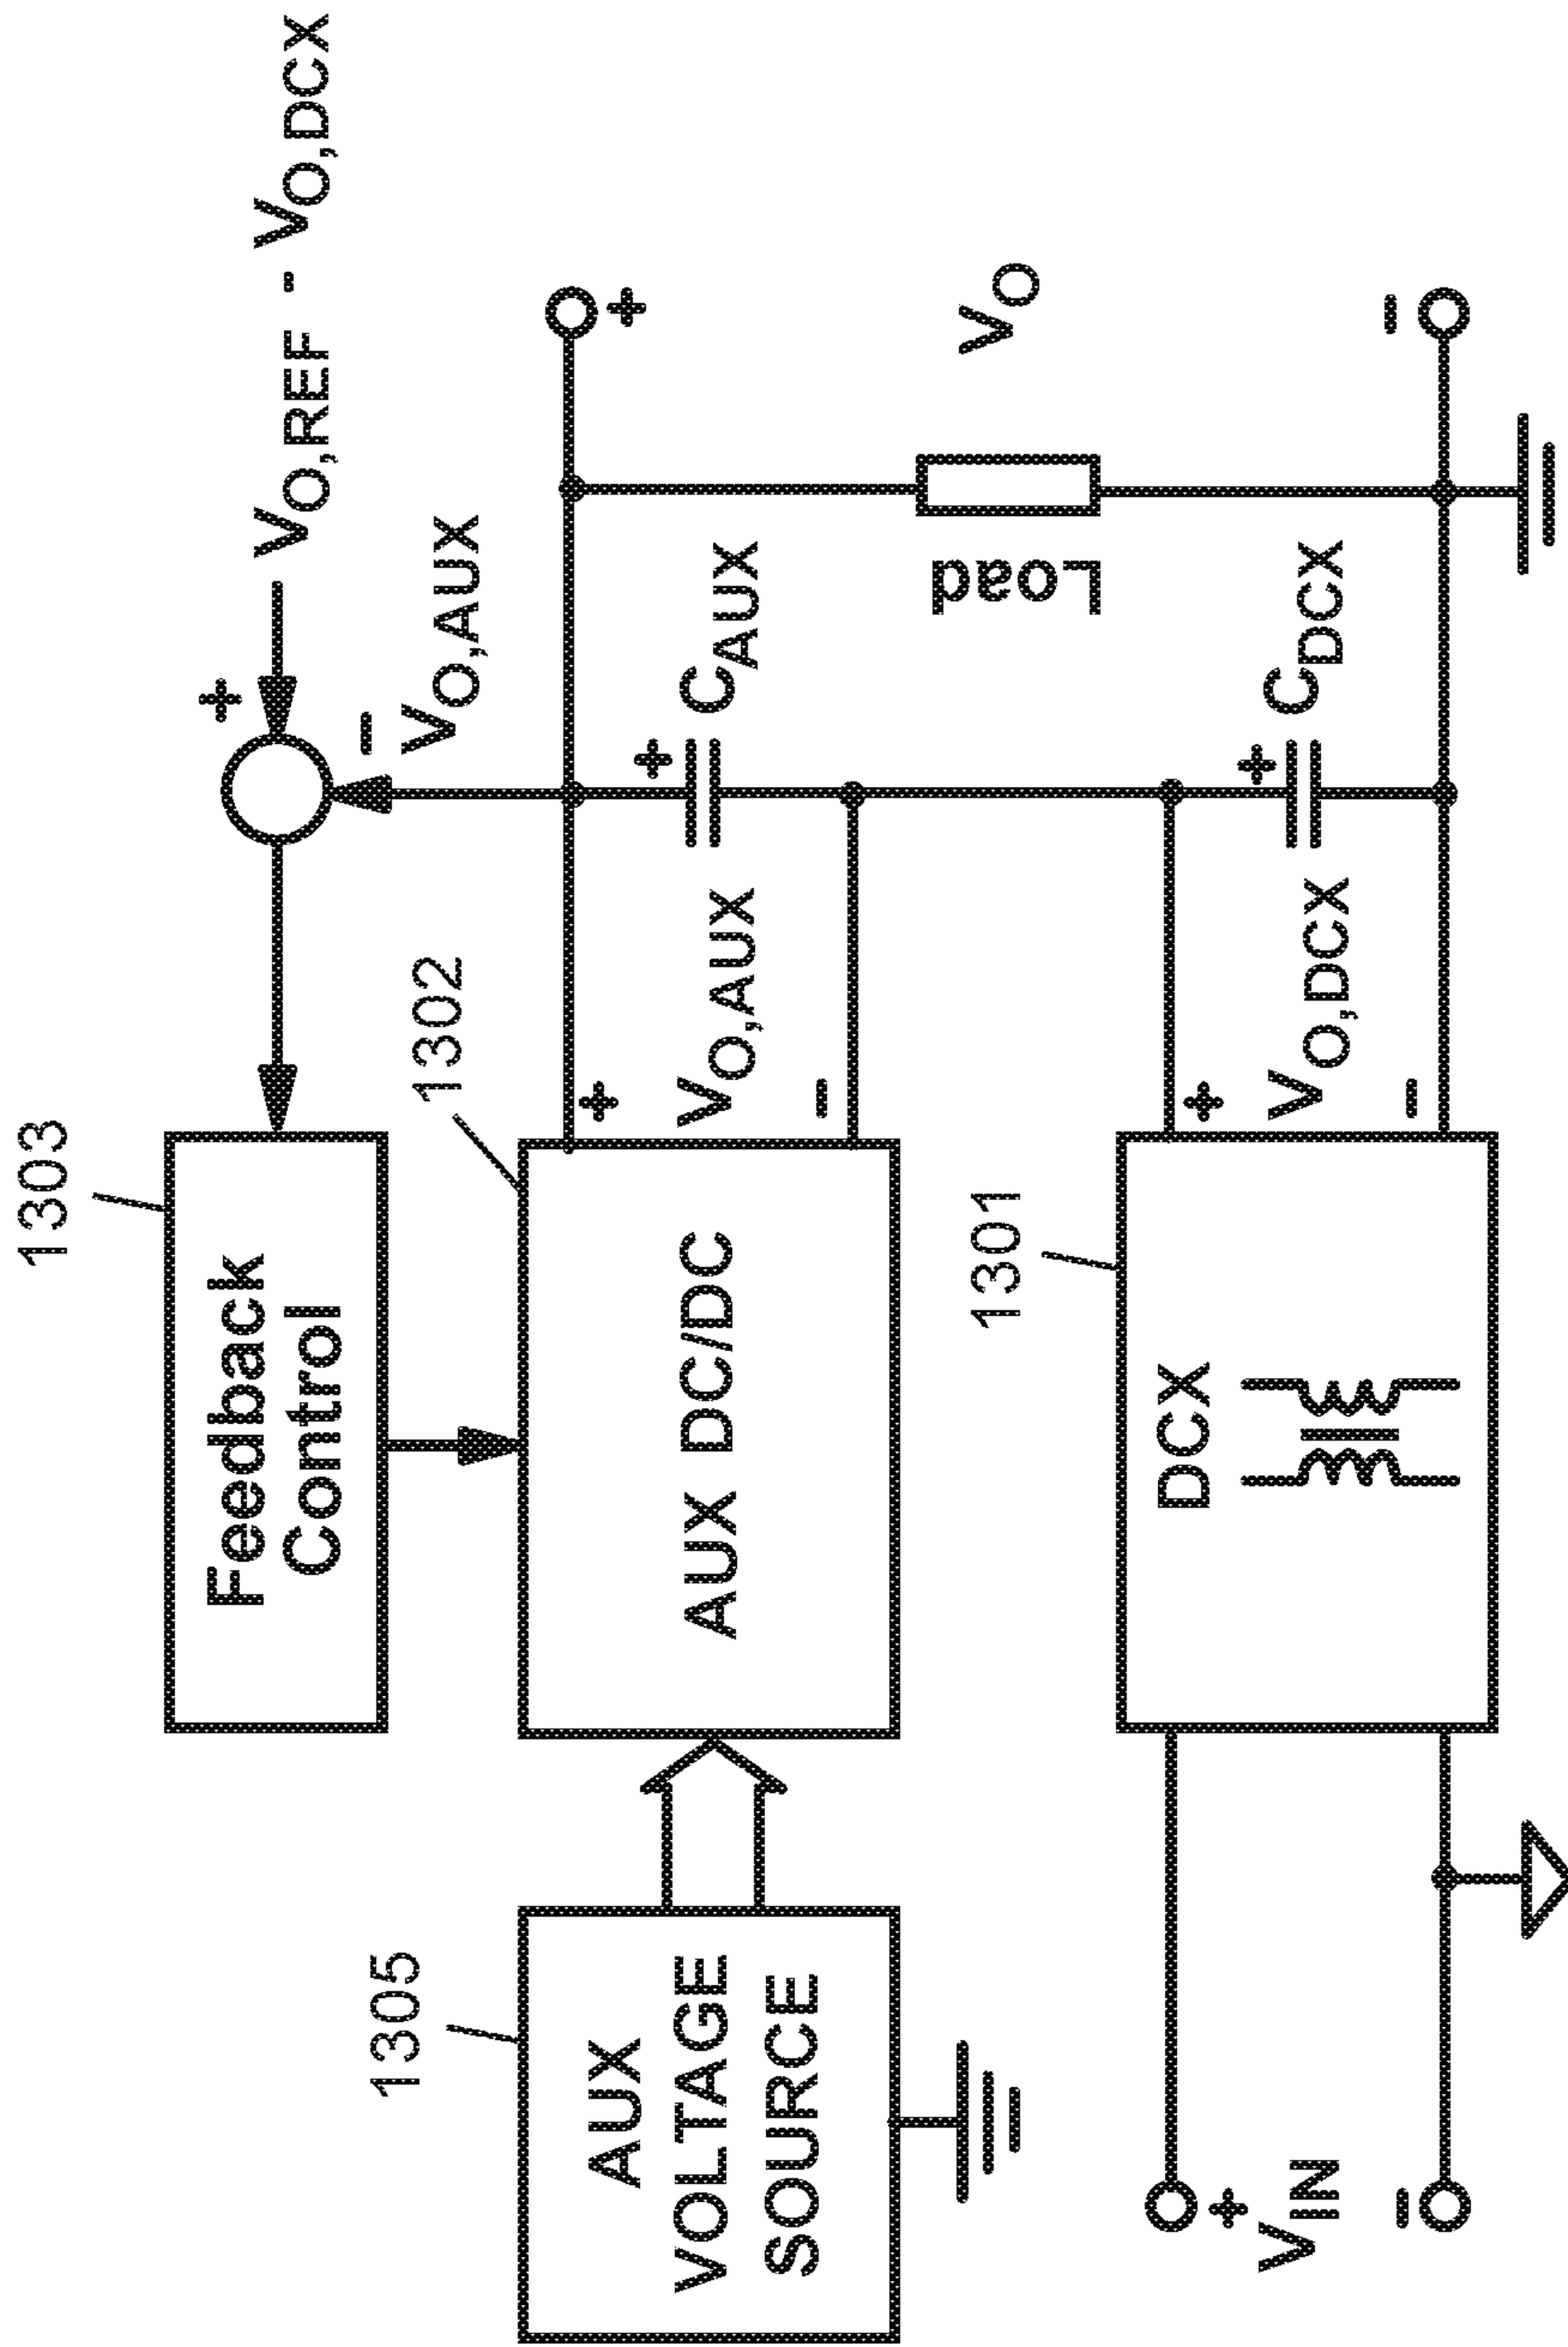 1303
Feedback
Control
V_O,REF - V_O,DCX
+
-
V_O,AUX
1305
AUX
VOLTAGE
SOURCE
1302
AUX DC/DC
+
V_O,AUX
-
+
C_AUX
Load
+
V_O
-
1301
DCX
+
V_IN
-
+
V_O,DCX
-
+
C_DCX